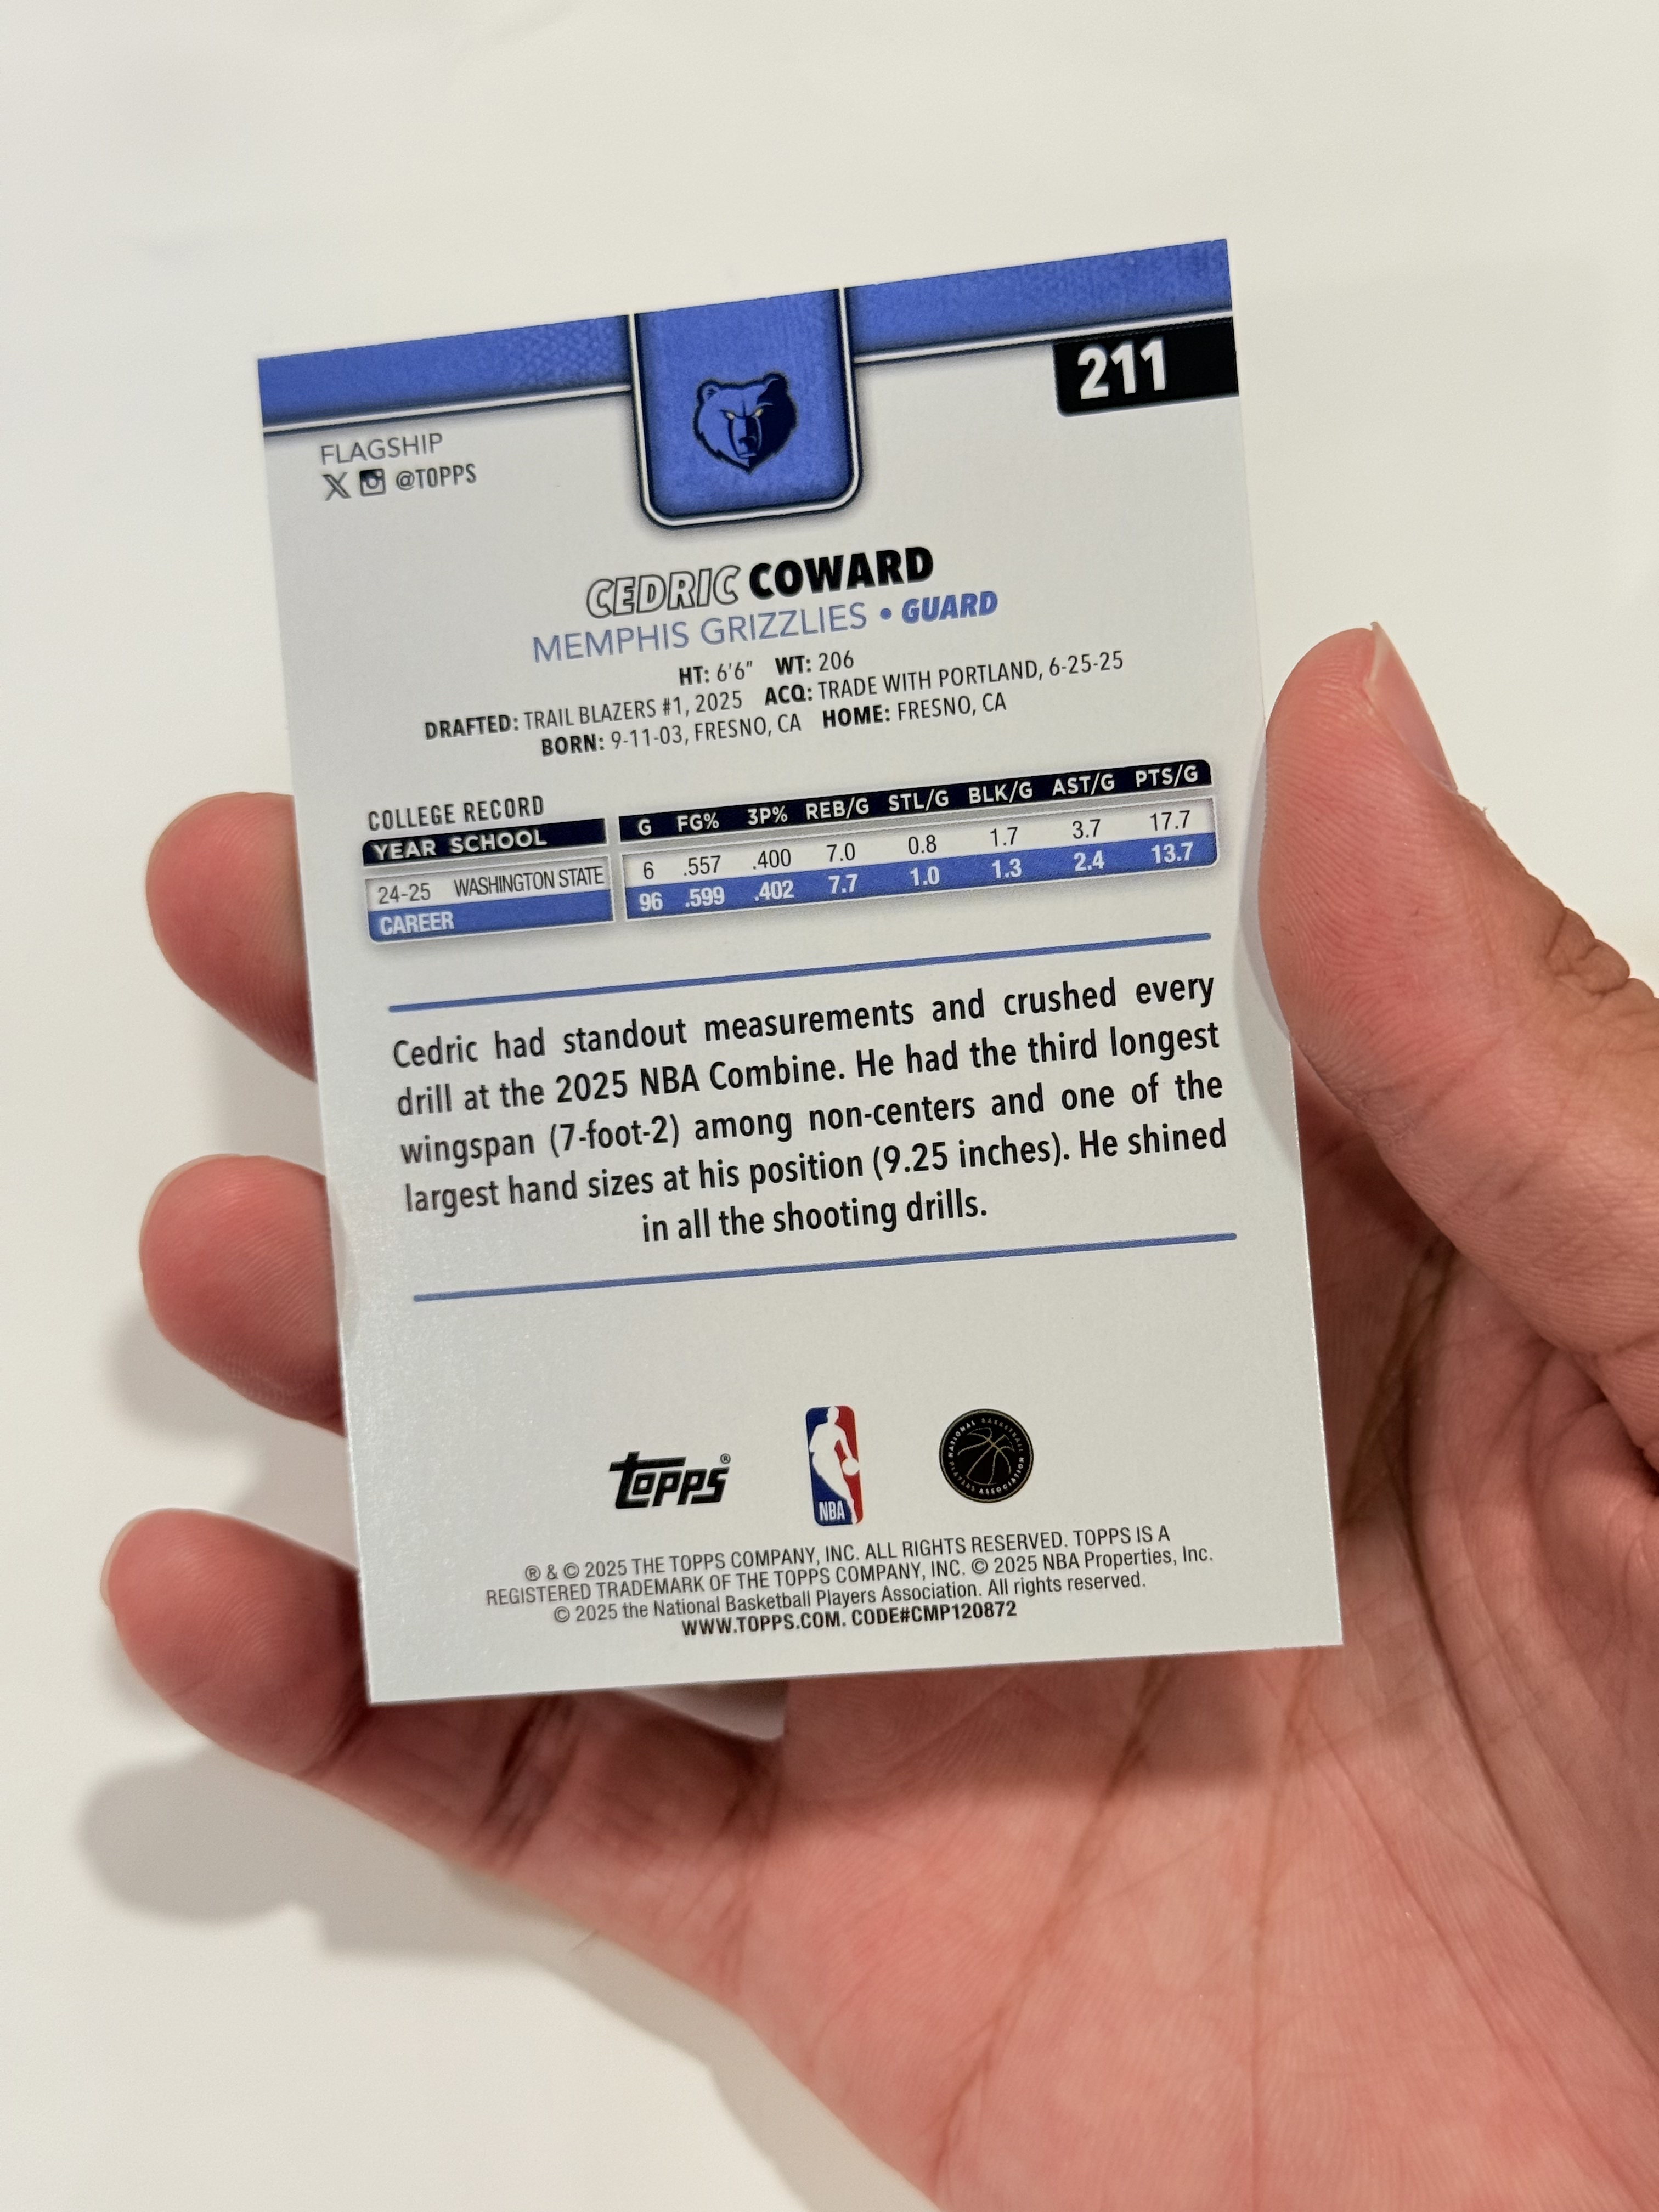 211
FLAGSHIP
X @TOPPS
CEDRIC COWARD
MEMPHIS GRIZZLIES • GUARD
HT: 6'6" WT: 206
DRAFTED: TRAIL BLAZERS #1, 2025 ACQ: TRADE WITH PORTLAND, 6-25-25
BORN: 9-11-03, FRESNO, CA HOME: FRESNO, CA
COLLEGE RECORD
YEAR SCHOOL G FG% 3P% REB/G STL/G BLK/G AST/G PTS/G
24-25 WASHINGTON STATE 6 .557 .400 7.0 0.8 1.7 3.7 17.7
CAREER 96 .599 .402 7.7 1.0 1.3 2.4 13.7
Cedric had standout measurements and crushed every
drill at the 2025 NBA Combine. He had the third longest
wingspan (7-foot-2) among non-centers and one of the
largest hand sizes at his position (9.25 inches). He shined
in all the shooting drills.
topps®
NBA
NATIONAL BASKETBALL PLAYERS ASSOCIATION
® & © 2025 THE TOPPS COMPANY, INC. ALL RIGHTS RESERVED. TOPPS IS A
REGISTERED TRADEMARK OF THE TOPPS COMPANY, INC. © 2025 NBA Properties, Inc.
© 2025 the National Basketball Players Association. All rights reserved.
WWW.TOPPS.COM. CODE#CMP120872